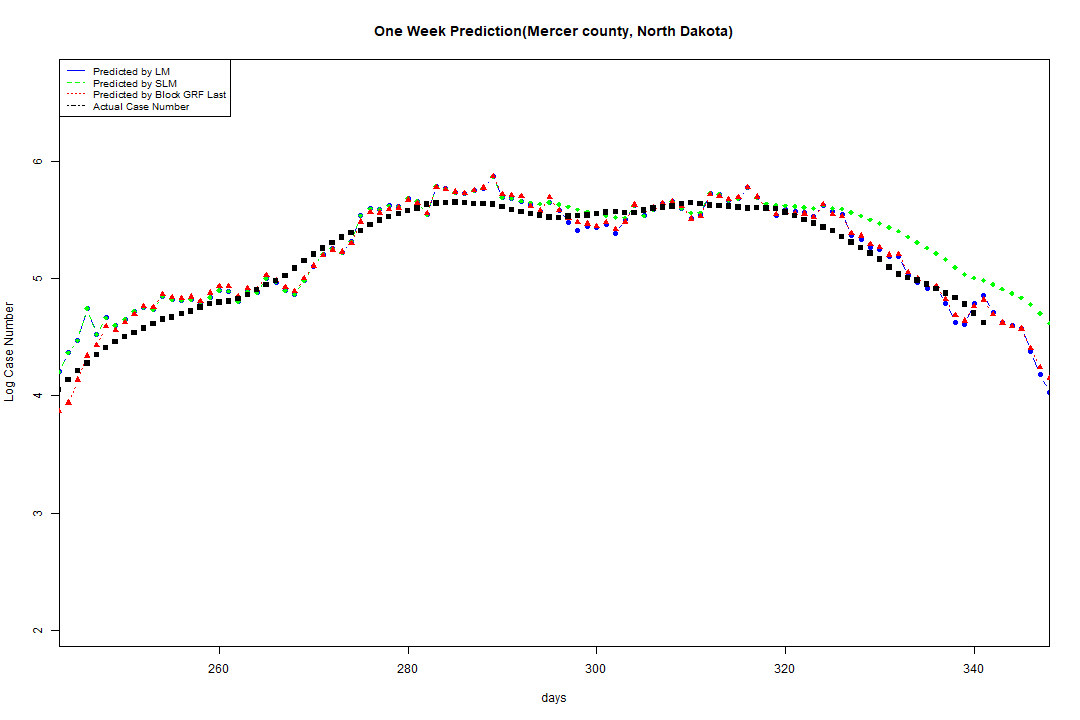 One Week Prediction(Mercer county, North Dakota)
Predicted by LM
Predicted by SLM
Predicted by Block GRF Last
Actual Case Number
6
5
4
3
2
Log Case Number
260 280 300 320 340
days